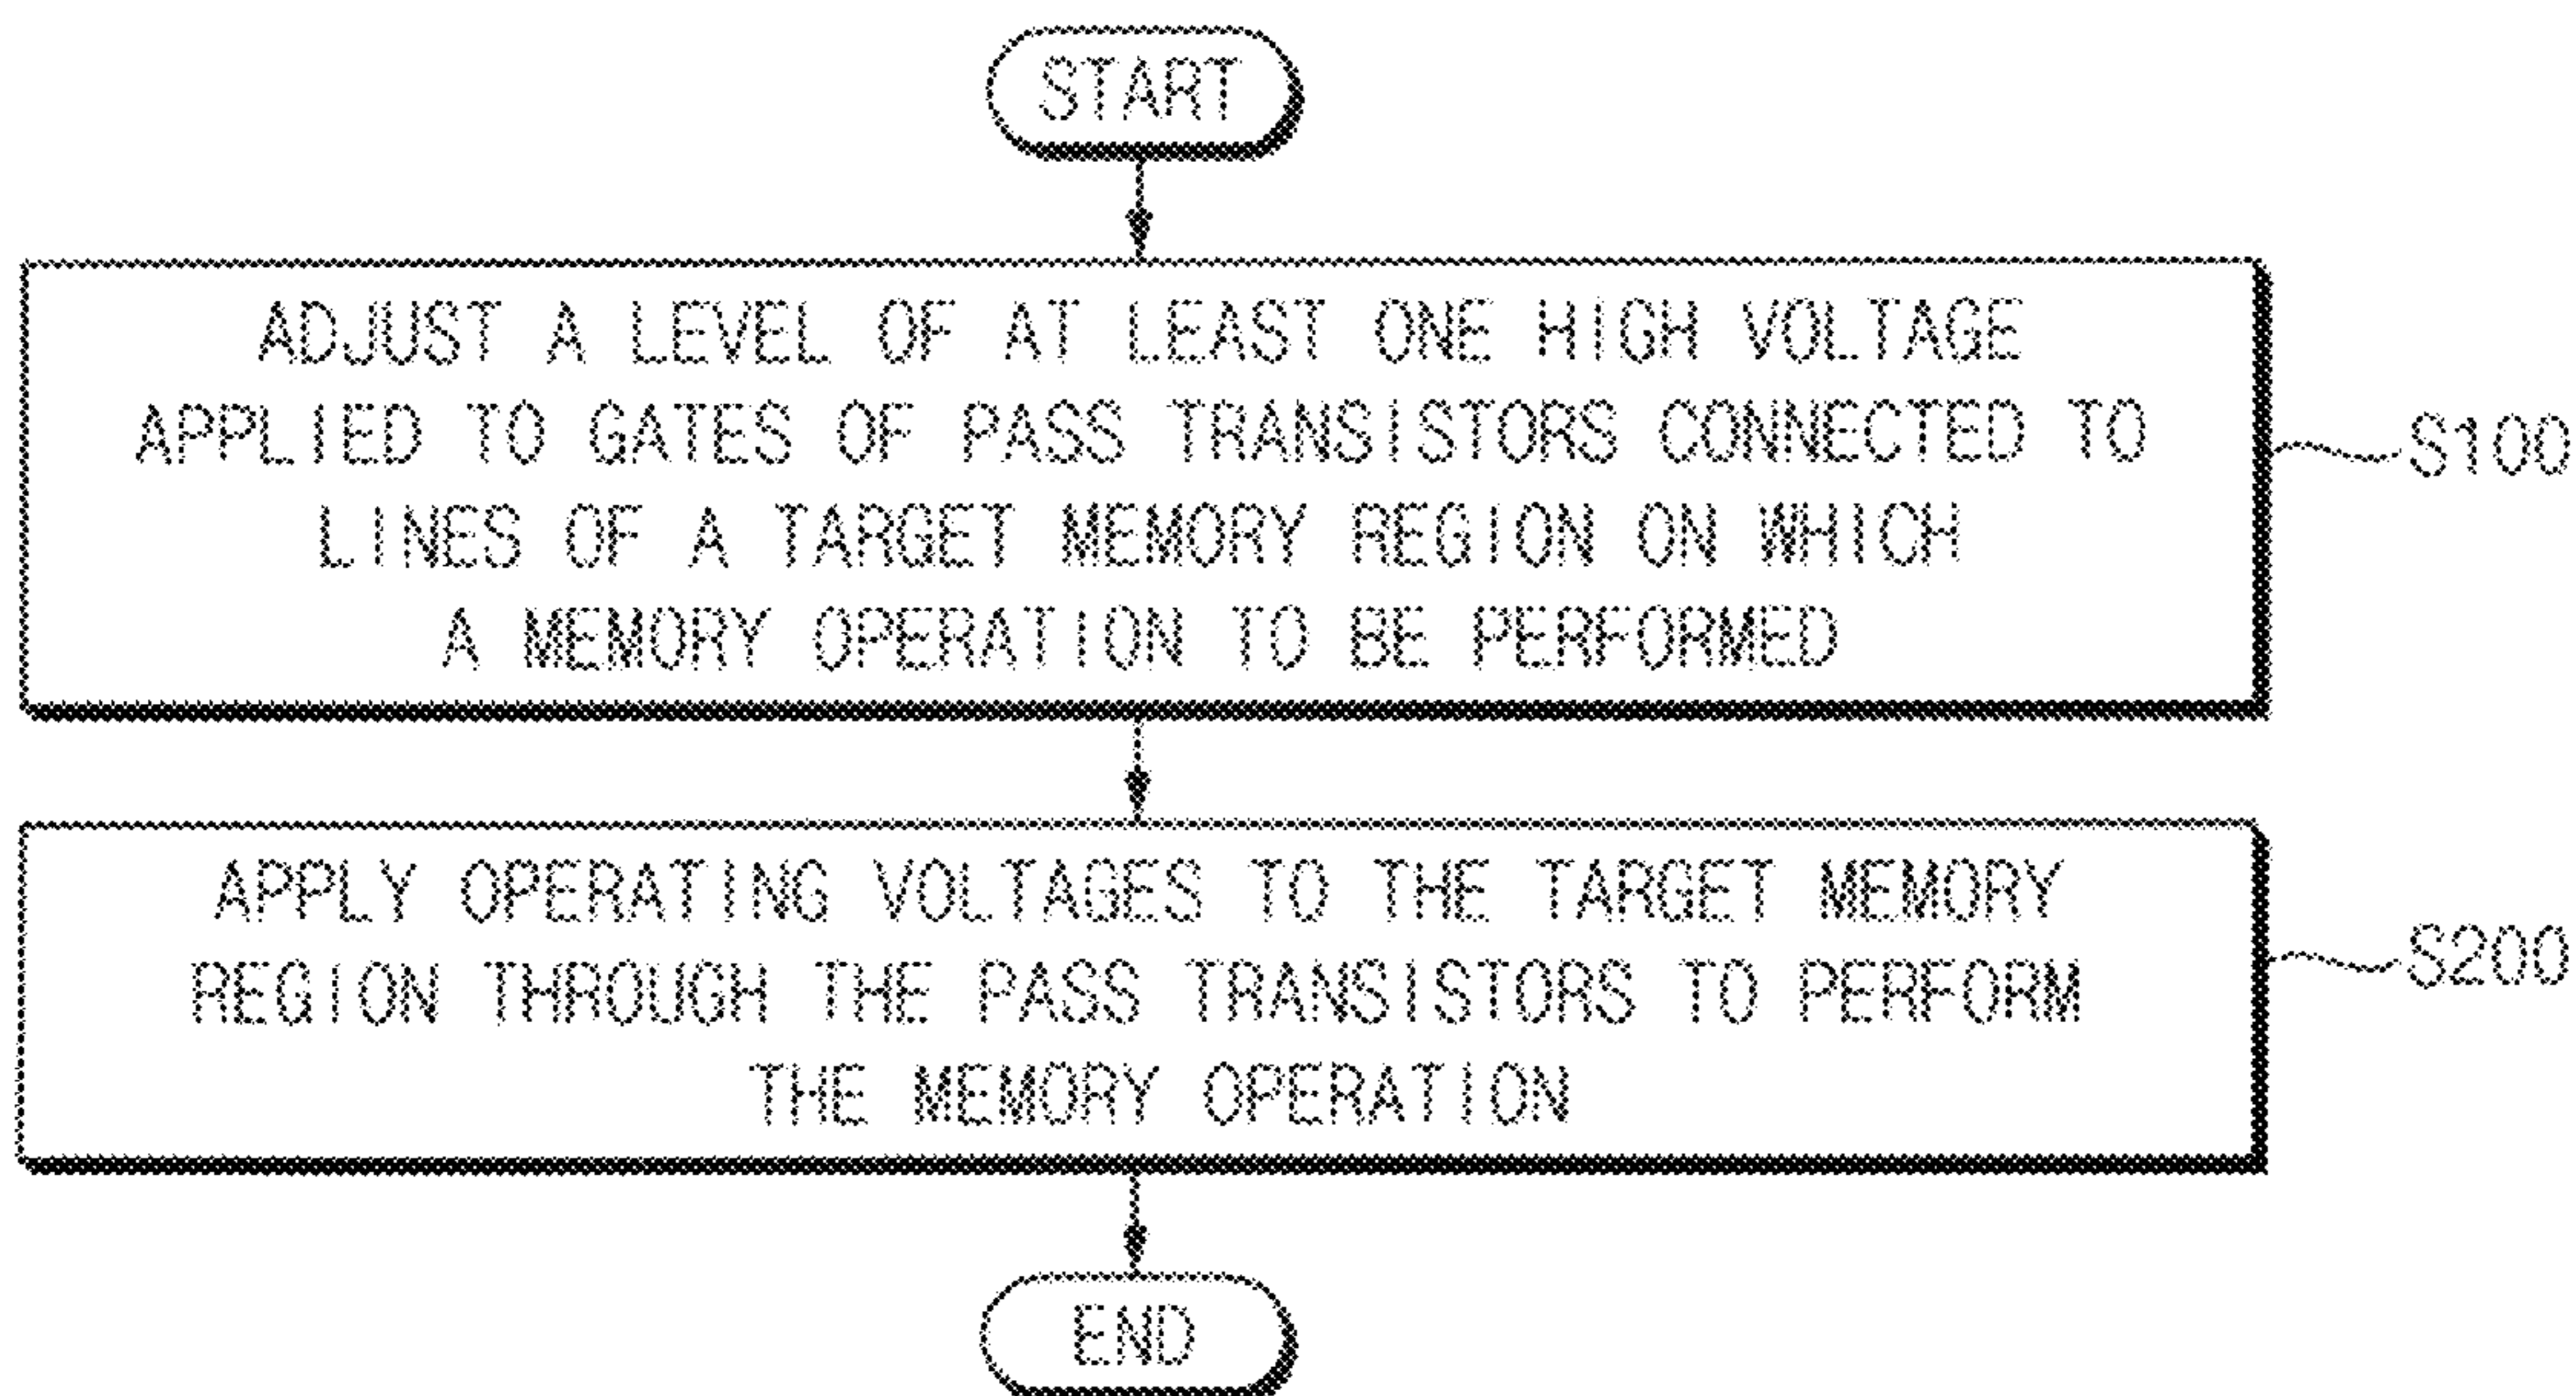 START
ADJUST A LEVEL OF AT LEAST ONE HIGH VOLTAGE
APPLIED TO GATES OF PASS TRANSISTORS CONNECTED TO
LINES OF A TARGET MEMORY REGION ON WHICH
A MEMORY OPERATION TO BE PERFORMED
S100
APPLY OPERATING VOLTAGES TO THE TARGET MEMORY
REGION THROUGH THE PASS TRANSISTORS TO PERFORM
THE MEMORY OPERATION
S200
END